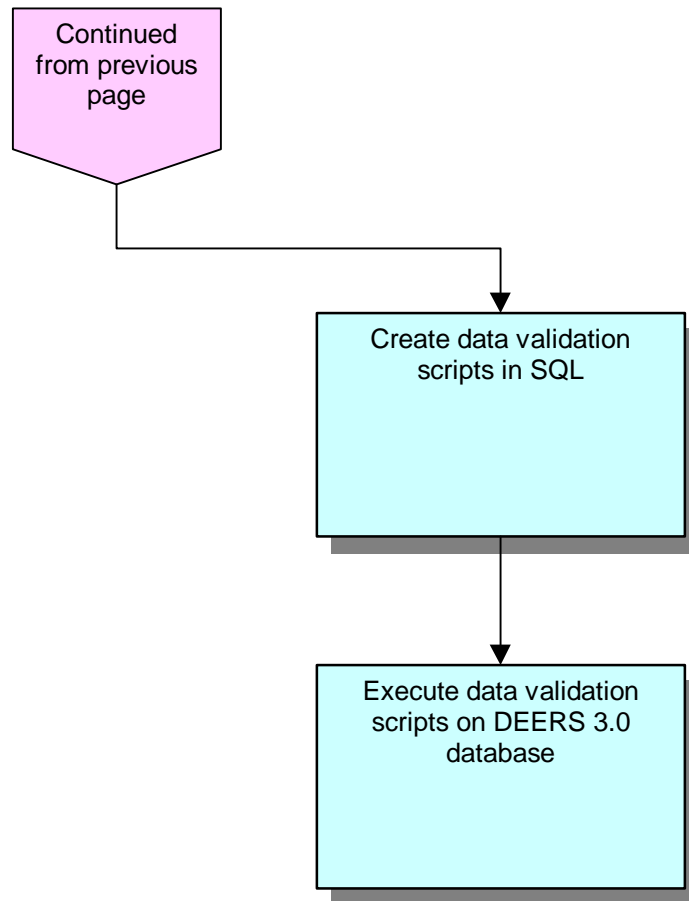 Continued
from previous
page
Create data validation
scripts in SQL
Execute data validation
scripts on DEERS 3.0
database